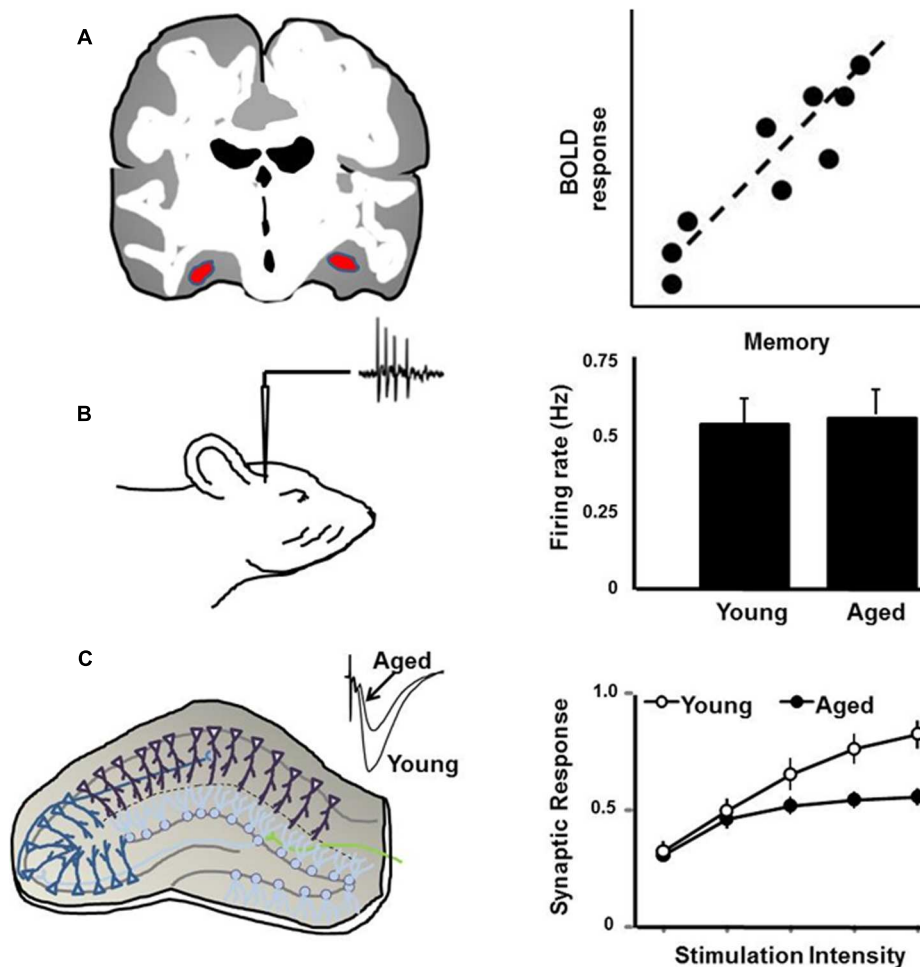 A
BOLD
response
Memory
B
Firing rate (Hz)
0.75
0.5
0.25
0
Young
Aged
C
Aged
Young
Synaptic Response
1.0
0.5
0
Young
Aged
Stimulation Intensity